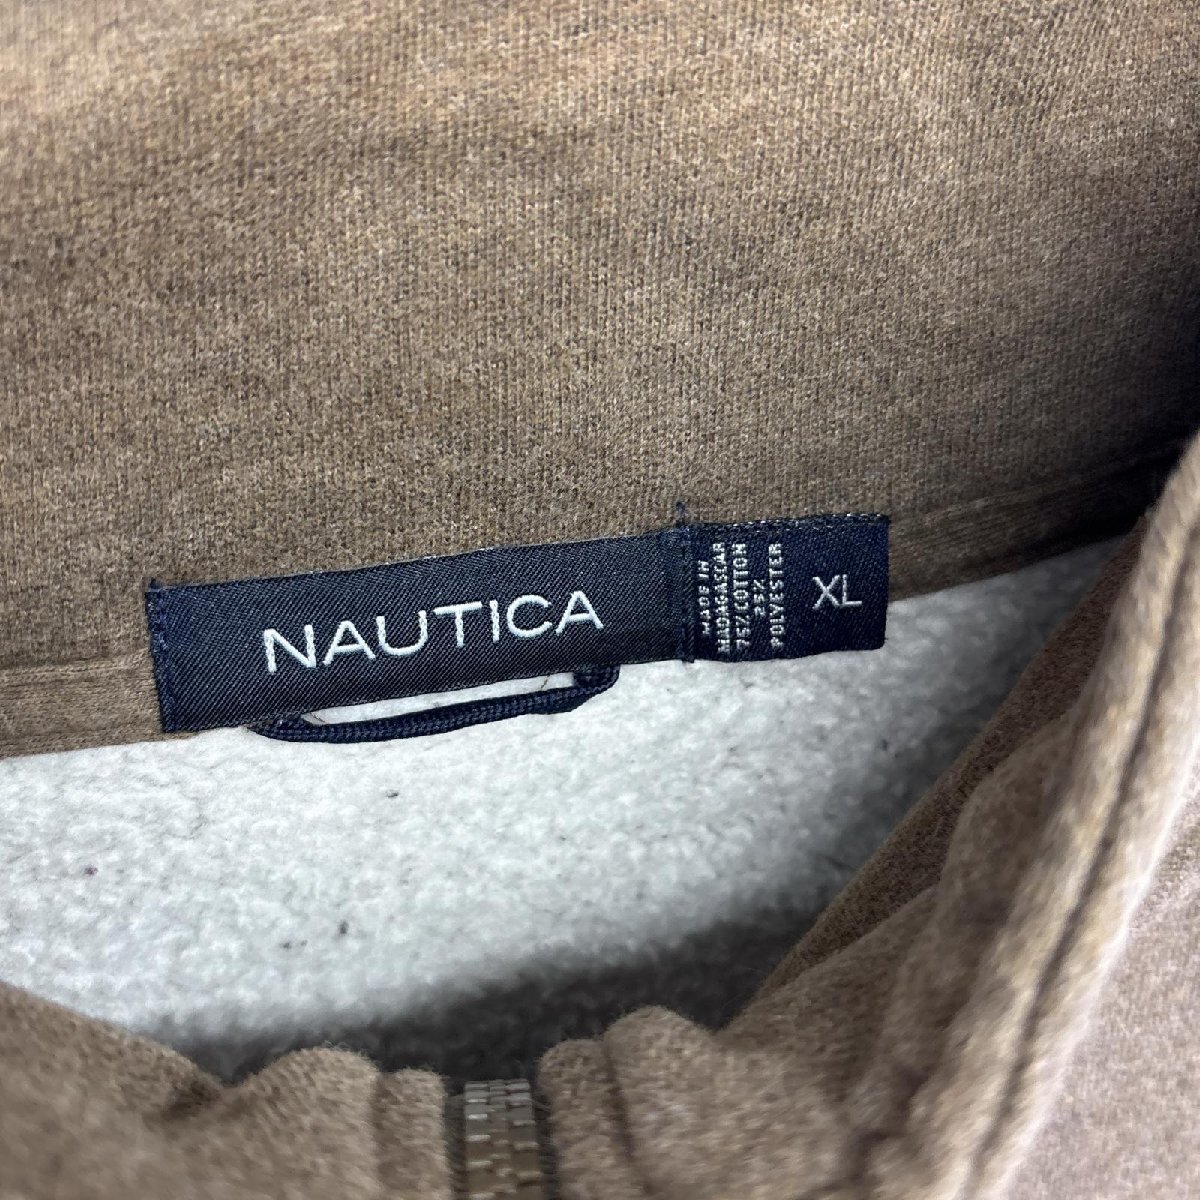 NAUTICA
MADE IN
MADAGASCAR
75% COTTON
25%
POLYESTER
XL